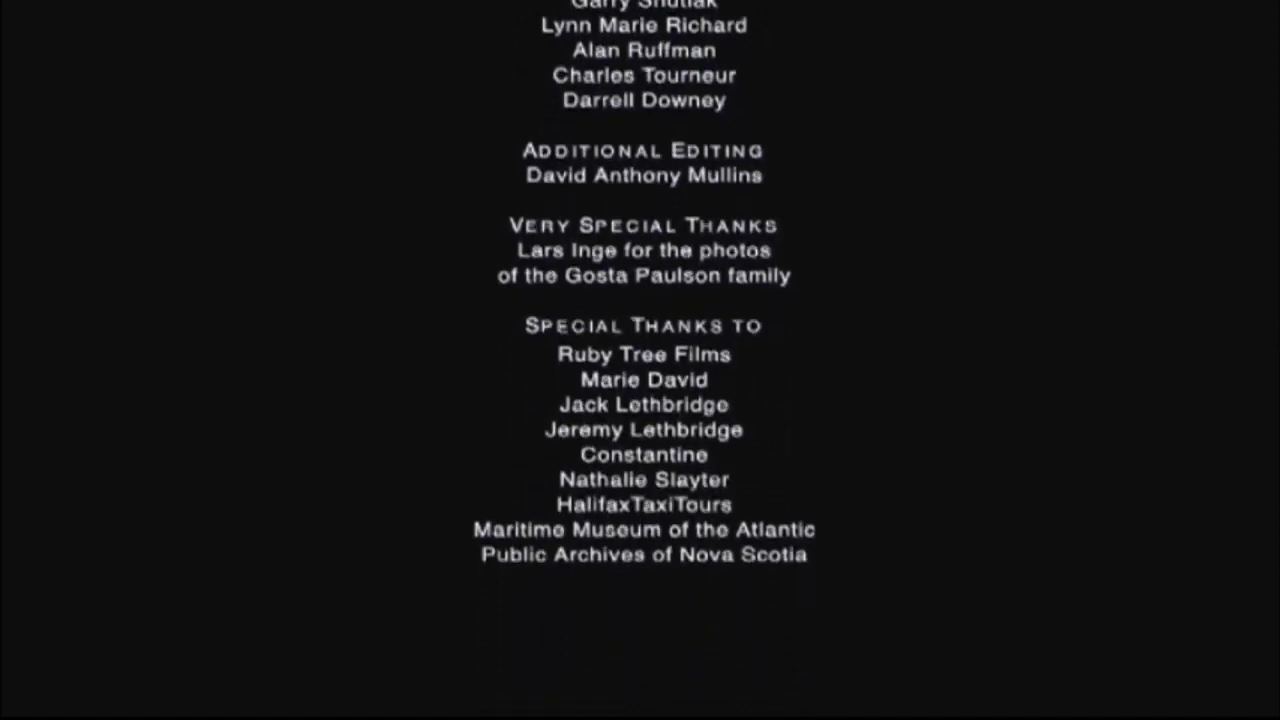 Garry Shutlak
Lynn Marie Richard
Alan Ruffman
Charles Tourneur
Darrell Downey
ADDITIONAL EDITING
David Anthony Mullins
VERY SPECIAL THANKS
Lars Inge for the photos
of the Gosta Paulson family
SPECIAL THANKS TO
Ruby Tree Films
Marie David
Jack Lethbridge
Jeremy Lethbridge
Constantine
Nathalie Slayter
HalifaxTaxiTours
Maritime Museum of the Atlantic
Public Archives of Nova Scotia